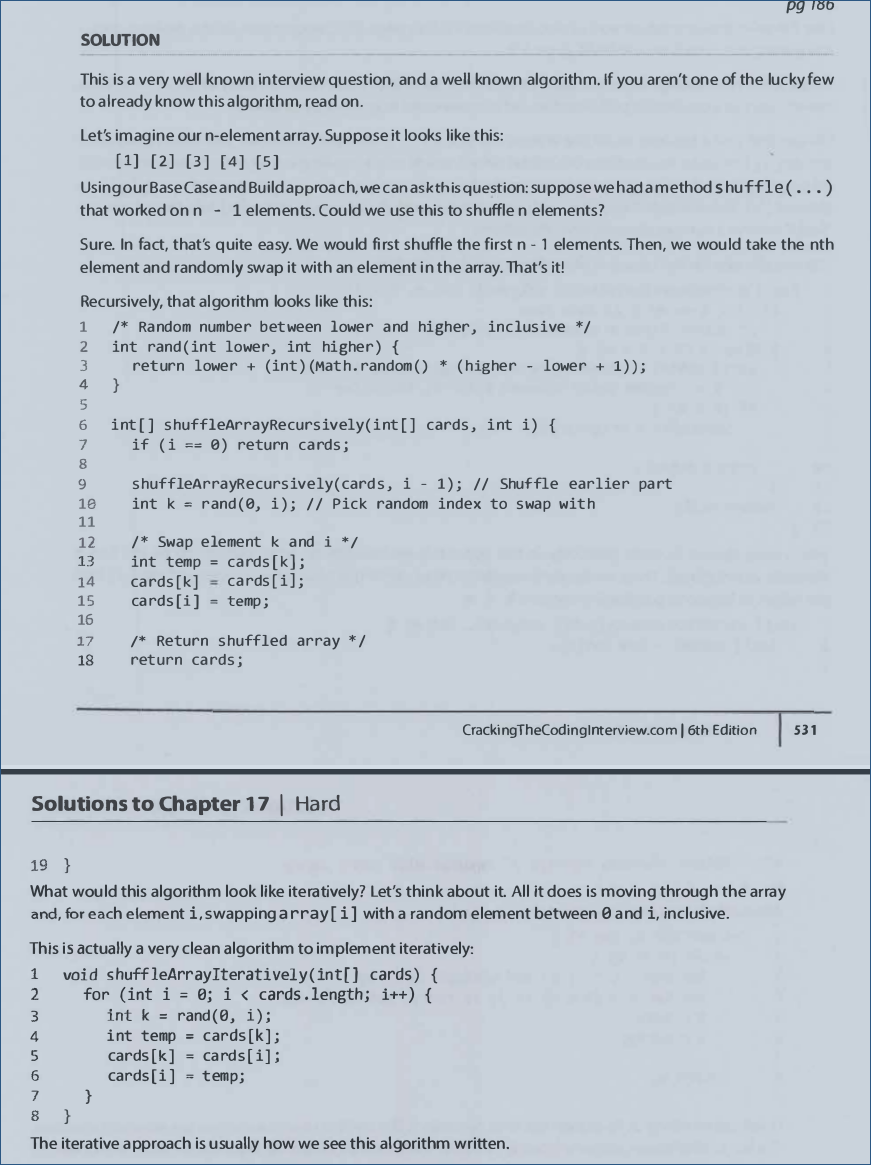 pg 186
SOLUTION
This is a very well known interview question, and a well known algorithm. If you aren't one of the lucky few
to already know this algorithm, read on.
Let's imagine our n-element array. Suppose it looks like this:
[1] [2] [3] [4] [5]
Using our Base Case and Build approach, we can ask this question: suppose we had a method shuffle(...)
that worked on n - 1 elements. Could we use this to shuffle n elements?
Sure. In fact, that's quite easy. We would first shuffle the first n - 1 elements. Then, we would take the nth
element and randomly swap it with an element in the array. That's it!
Recursively, that algorithm looks like this:
1 /* Random number between lower and higher, inclusive */
2 int rand(int lower, int higher) {
3 return lower + (int)(Math.random() * (higher - lower + 1));
4 }
5
6 int[] shuffleArrayRecursively(int[] cards, int i) {
7 if (i == 0) return cards;
8
9 shuffleArrayRecursively(cards, i - 1); // Shuffle earlier part
10 int k = rand(0, i); // Pick random index to swap with
11
12 /* Swap element k and i */
13 int temp = cards[k];
14 cards[k] = cards[i];
15 cards[i] = temp;
16
17 /* Return shuffled array */
18 return cards;
CrackingTheCodingInterview.com | 6th Edition 531
Solutions to Chapter 17 | Hard
19 }
What would this algorithm look like iteratively? Let's think about it. All it does is moving through the array
and, for each element i, swapping array[i] with a random element between 0 and i, inclusive.
This is actually a very clean algorithm to implement iteratively:
1 void shuffleArrayIteratively(int[] cards) {
2 for (int i = 0; i < cards.length; i++) {
3 int k = rand(0, i);
4 int temp = cards[k];
5 cards[k] = cards[i];
6 cards[i] = temp;
7 }
8 }
The iterative approach is usually how we see this algorithm written.